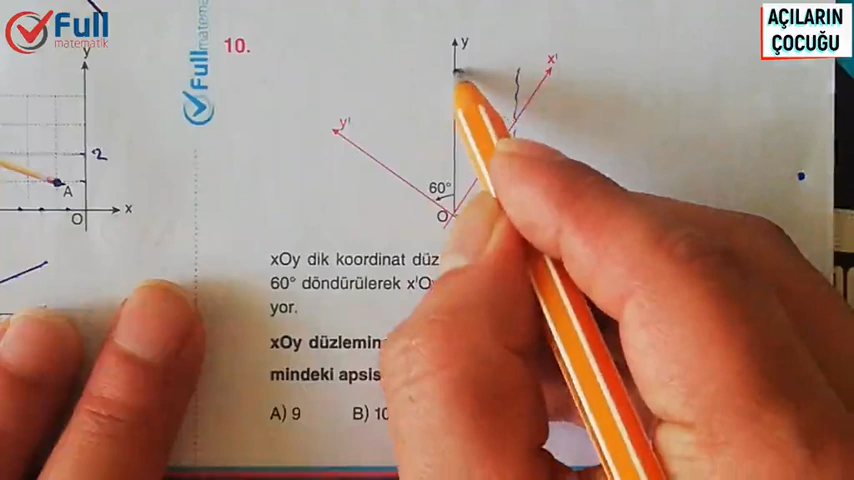 Full
matematik
Full
10.
AÇILARIN
ÇOCUĞU
y
y
x'
y'
2
A
60°
O
x
O
xOy dik koordinat düz
60° döndürülerek x'O
yor.
xOy düzlemin
mindeki apsis
A) 9 B) 10